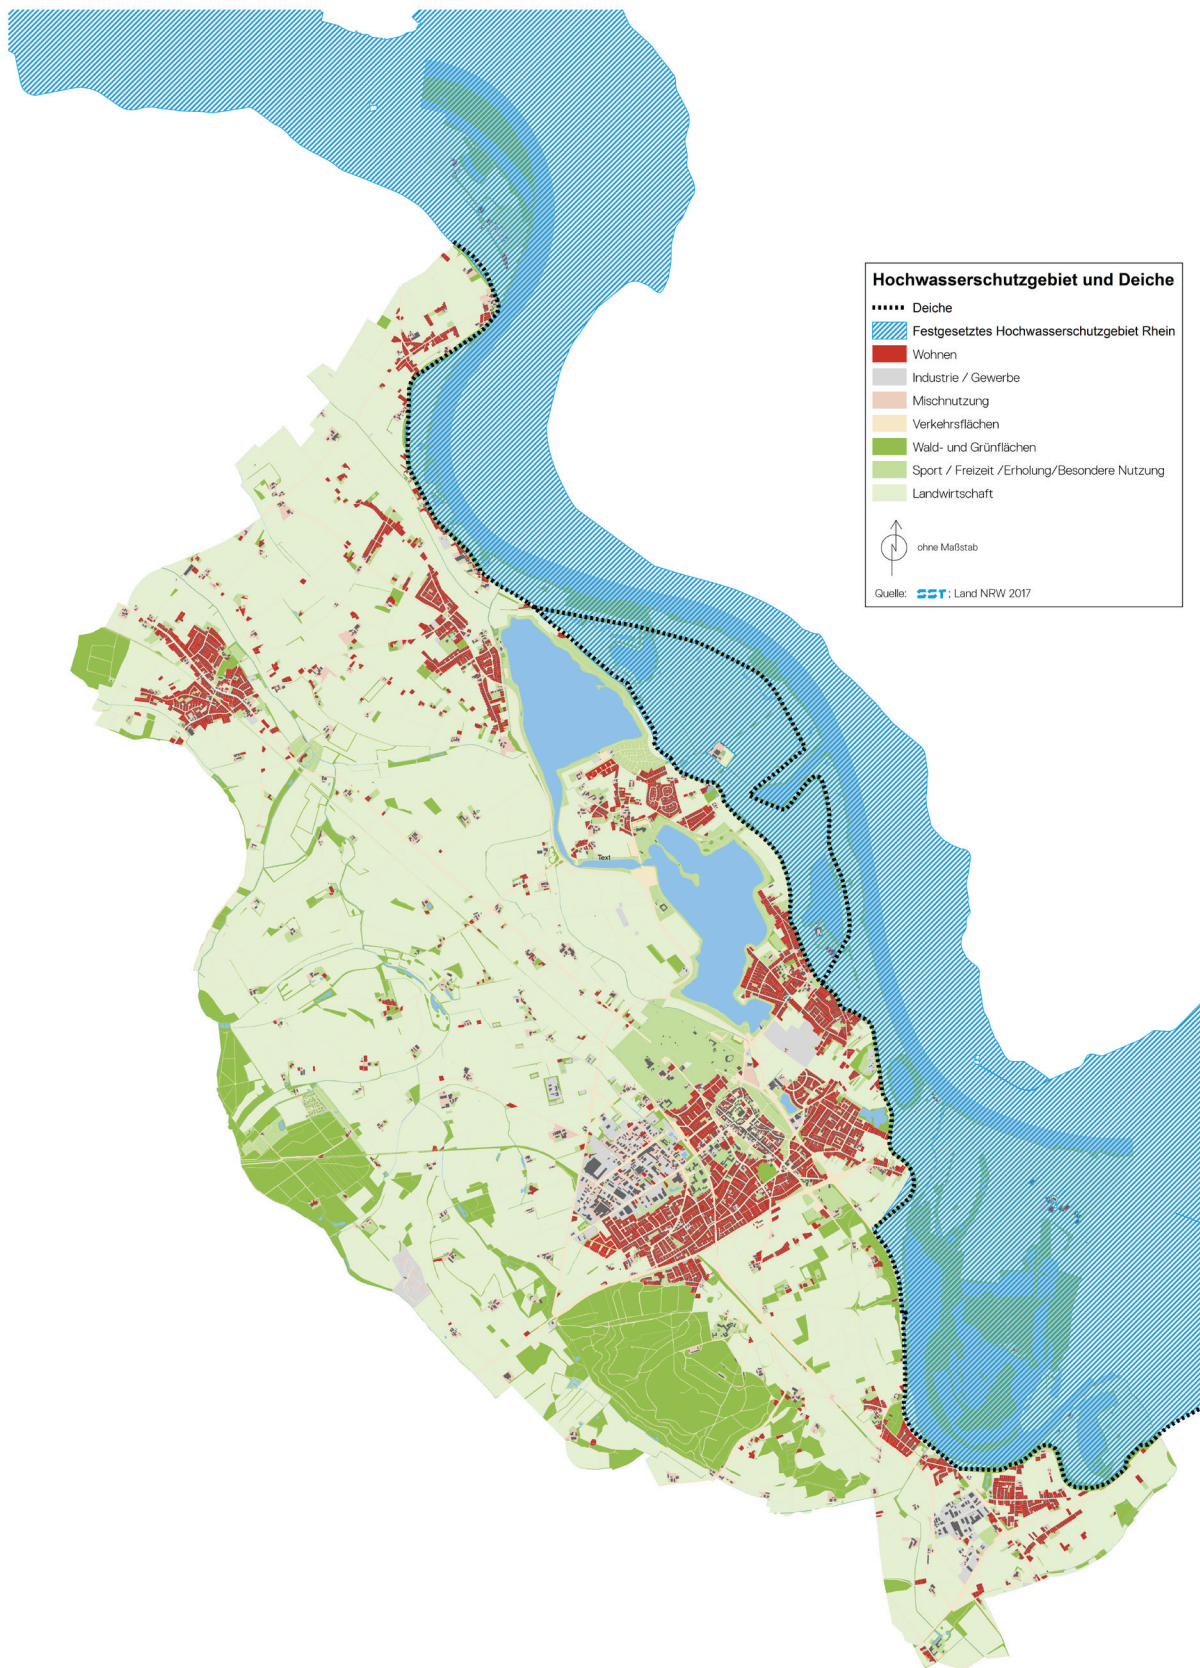 Hochwasserschutzgebiet und Deiche
Deiche
Festgesetztes Hochwasserschutzgebiet Rhein
Wohnen
Industrie / Gewerbe
Mischnutzung
Verkehrsflächen
Wald- und Grünflächen
Sport / Freizeit /Erholung/Besondere Nutzung
Landwirtschaft
N
ohne Maßstab
Quelle: SST; Land NRW 2017
Text